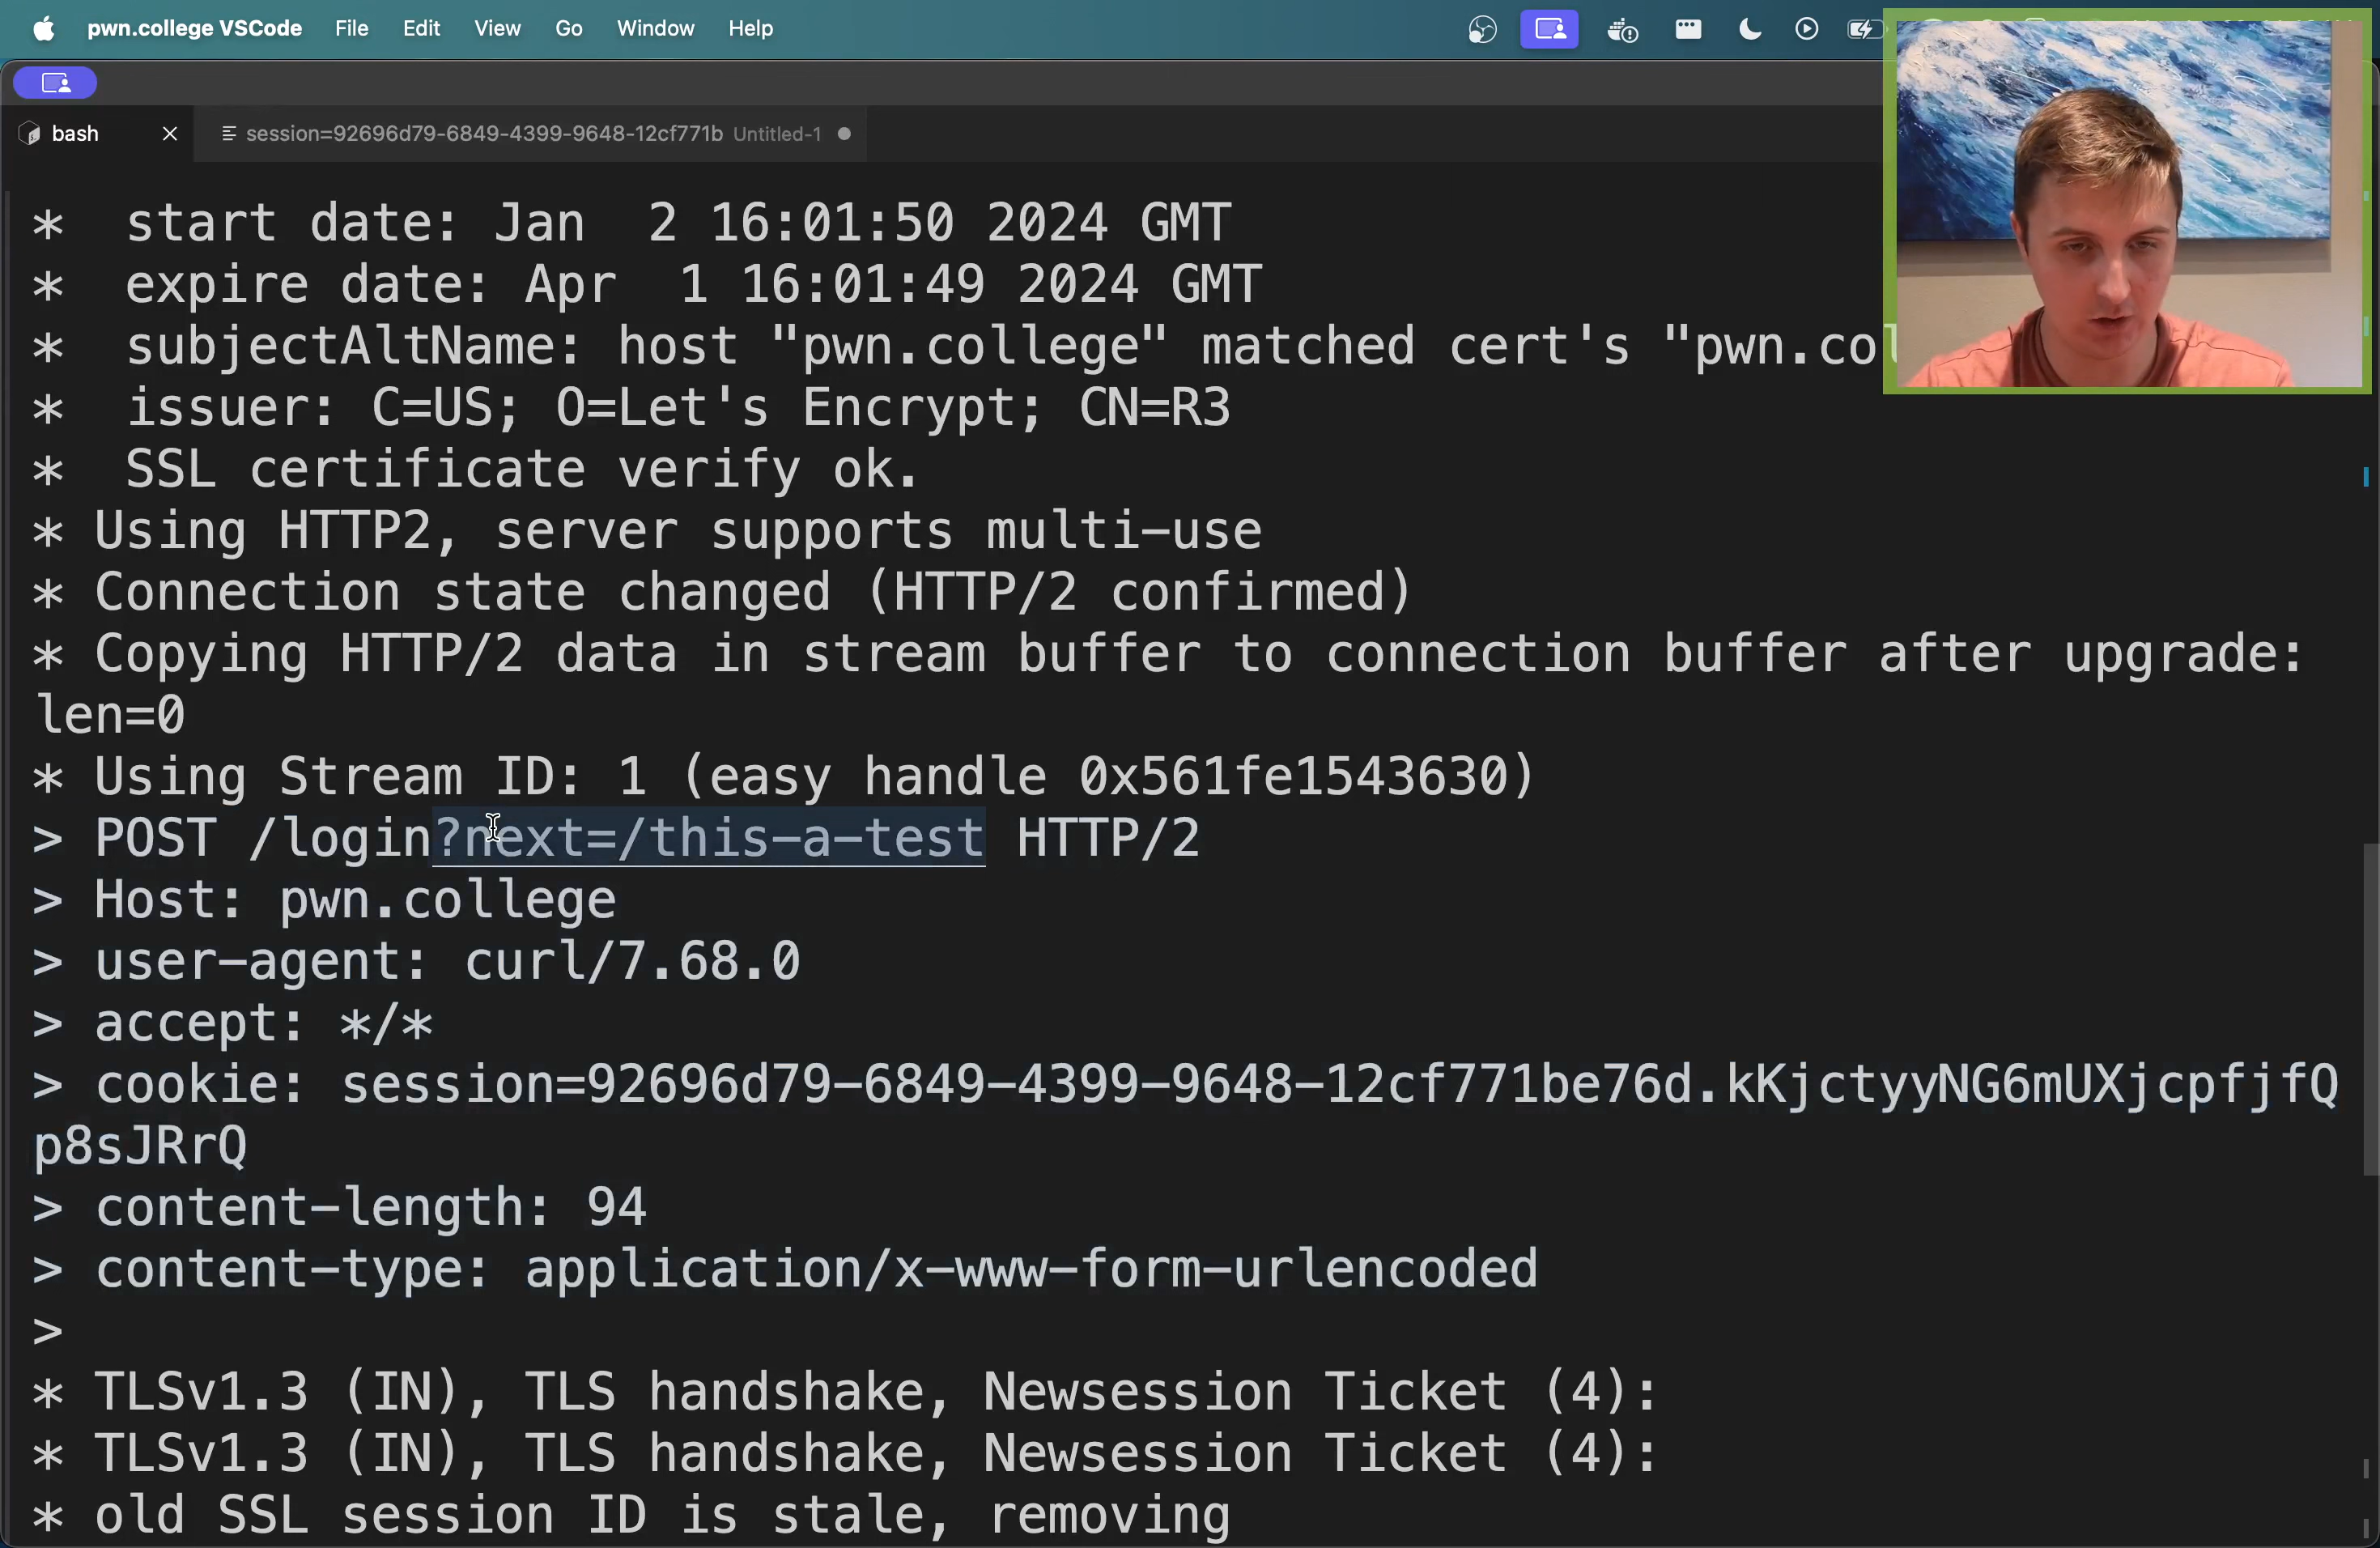 pwn.college VSCode File Edit View Go Window Help
bash session=92696d79-6849-4399-9648-12cf771b Untitled-1
* start date: Jan 2 16:01:50 2024 GMT
* expire date: Apr 1 16:01:49 2024 GMT
* subjectAltName: host "pwn.college" matched cert's "pwn.col
* issuer: C=US; O=Let's Encrypt; CN=R3
* SSL certificate verify ok.
* Using HTTP2, server supports multi-use
* Connection state changed (HTTP/2 confirmed)
* Copying HTTP/2 data in stream buffer to connection buffer after upgrade:
len=0
* Using Stream ID: 1 (easy handle 0x561fe1543630)
> POST /login?next=/this-a-test HTTP/2
> Host: pwn.college
> user-agent: curl/7.68.0
> accept: */*
> cookie: session=92696d79-6849-4399-9648-12cf771be76d.kKjctyyNG6mUXjcpfjfQ
p8sJRrQ
> content-length: 94
> content-type: application/x-www-form-urlencoded
>
* TLSv1.3 (IN), TLS handshake, Newsession Ticket (4):
* TLSv1.3 (IN), TLS handshake, Newsession Ticket (4):
* old SSL session ID is stale, removing